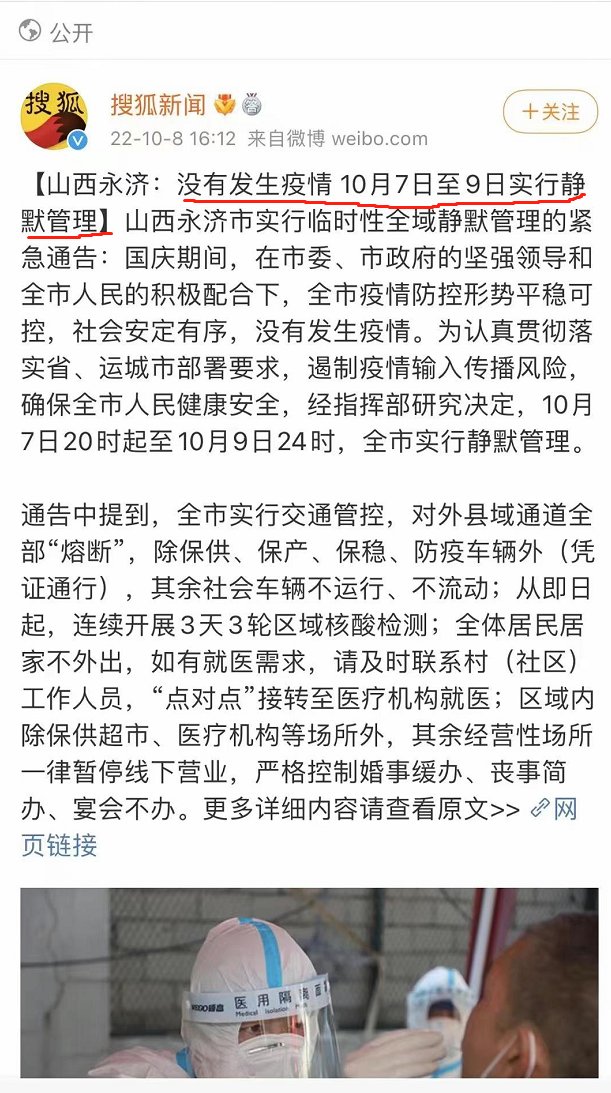 公开
搜狐
搜狐新闻
＋关注
22-10-8 16:12 来自微博 weibo.com
【山西永济：没有发生疫情 10月7日至9日实行静
默管理】山西永济市实行临时性全域静默管理的紧
急通告：国庆期间，在市委、市政府的坚强领导和
全市人民的积极配合下，全市疫情防控形势平稳可
控，社会安定有序，没有发生疫情。为认真贯彻落
实省、运城市部署要求，遏制疫情输入传播风险，
确保全市人民健康安全，经指挥部研究决定，10月
7日20时起至10月9日24时，全市实行静默管理。
通告中提到，全市实行交通管控，对外县域通道全
部“熔断”，除保供、保产、保稳、防疫车辆外（凭
证通行），其余社会车辆不运行、不流动；从即日
起，连续开展3天3轮区域核酸检测；全体居民居
家不外出，如有就医需求，请及时联系村（社区）
工作人员，“点对点”接转至医疗机构就医；区域内
除保供超市、医疗机构等场所外，其余经营性场所
一律暂停线下营业，严格控制婚事缓办、丧事简
办、宴会不办。更多详细内容请查看原文>> 网
页链接
医用隔离面
Medical Isolation